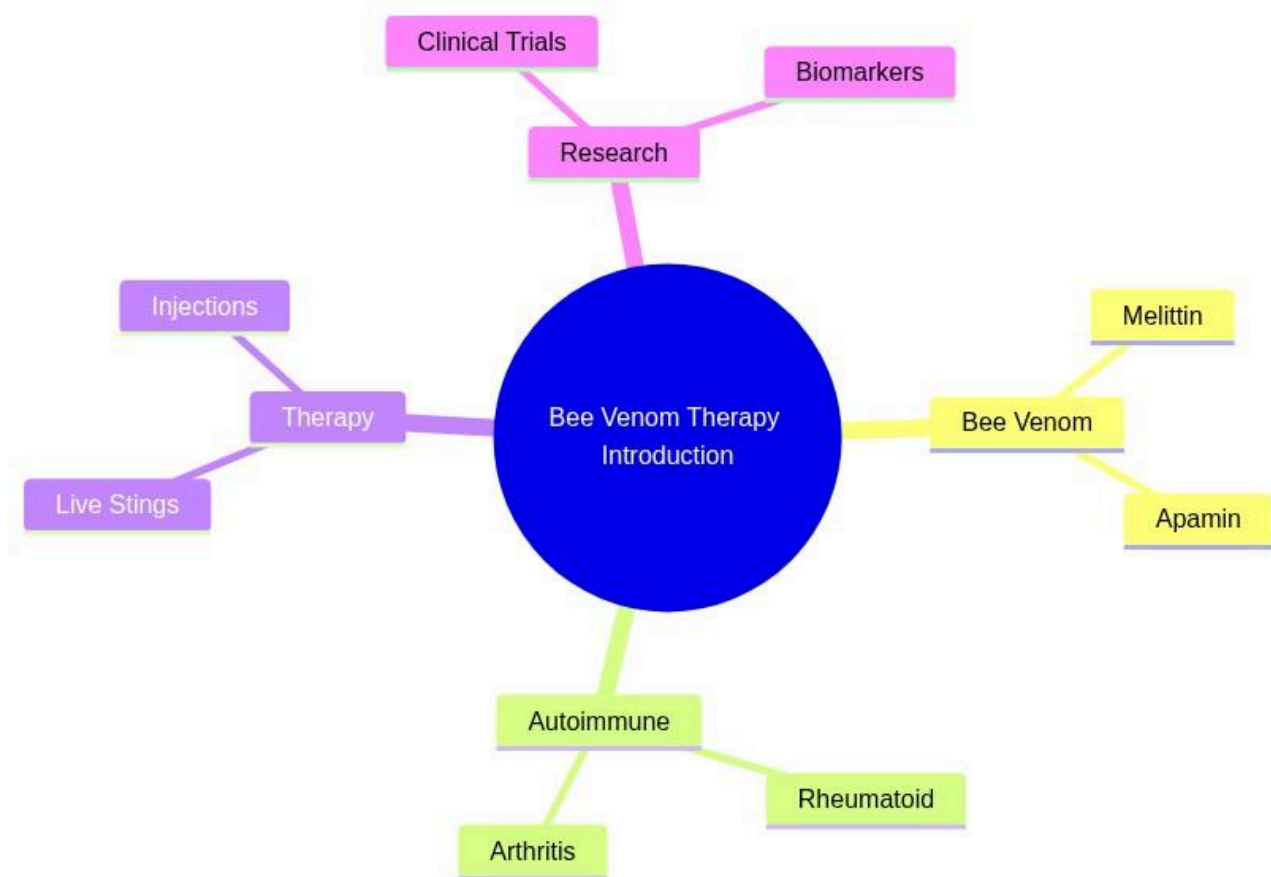 Clinical Trials
Biomarkers
Research
Injections
Melittin
Therapy
Bee Venom Therapy
Introduction
Bee Venom
Live Stings
Apamin
Autoimmune
Rheumatoid
Arthritis